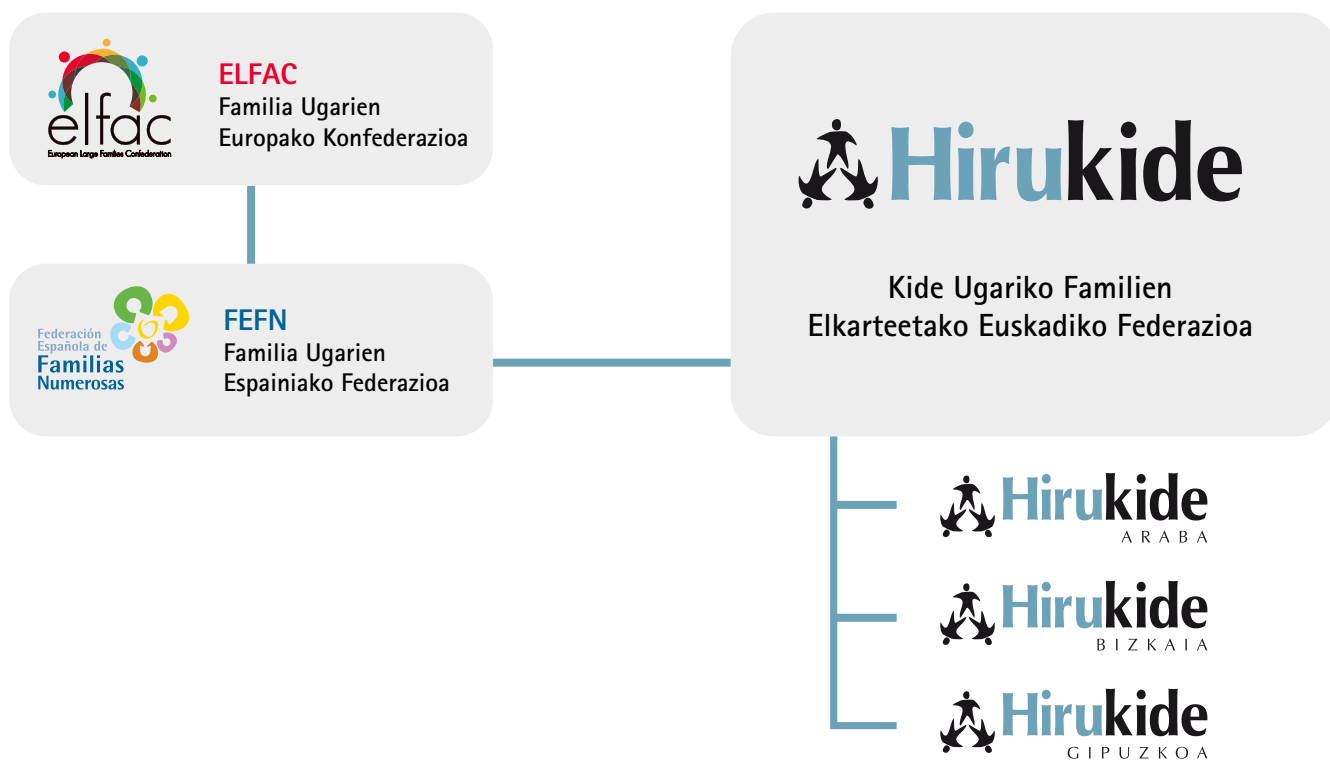 elfac
European Large Families Confederation
ELFAC
Familia Ugarien
Europako Konfederazioa
Federación
Española de
Familias
Numerosas
FEFN
Familia Ugarien
Espainiako Federazioa
Hirukide
Kide Ugariko Familien
Elkarteetako Euskadiko Federazioa
Hirukide
ARABA
Hirukide
BIZKAIA
Hirukide
GIPUZKOA